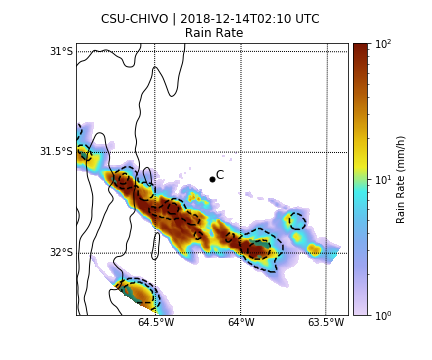 CSU-CHIVO | 2018-12-14T02:10 UTC
Rain Rate
31°S
31.5°S
32°S
64.5°W
64°W
63.5°W
C
10²
10¹
10⁰
Rain Rate (mm/h)